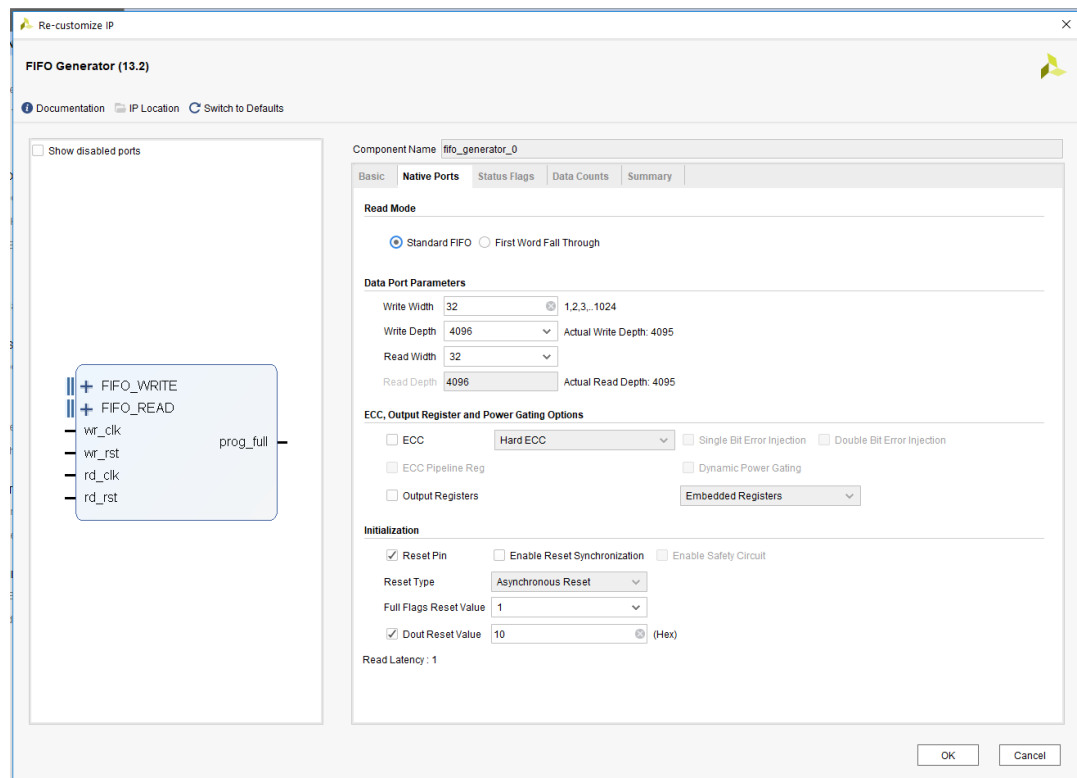 Re-customize IP
FIFO Generator (13.2)
Documentation IP Location Switch to Defaults
Show disabled ports
FIFO_WRITE
FIFO_READ
wr_clk
wr_rst
rd_clk
rd_rst
prog_full
Component Name fifo_generator_0
Basic Native Ports Status Flags Data Counts Summary
Read Mode
Standard FIFO First Word Fall Through
Data Port Parameters
Write Width 32 1,2,3,..1024
Write Depth 4096 Actual Write Depth: 4095
Read Width 32
Read Depth 4096 Actual Read Depth: 4095
ECC, Output Register and Power Gating Options
ECC Hard ECC Single Bit Error Injection Double Bit Error Injection
ECC Pipeline Reg Dynamic Power Gating
Output Registers Embedded Registers
Initialization
Reset Pin Enable Reset Synchronization Enable Safety Circuit
Reset Type Asynchronous Reset
Full Flags Reset Value 1
Dout Reset Value 10 (Hex)
Read Latency : 1
OK Cancel